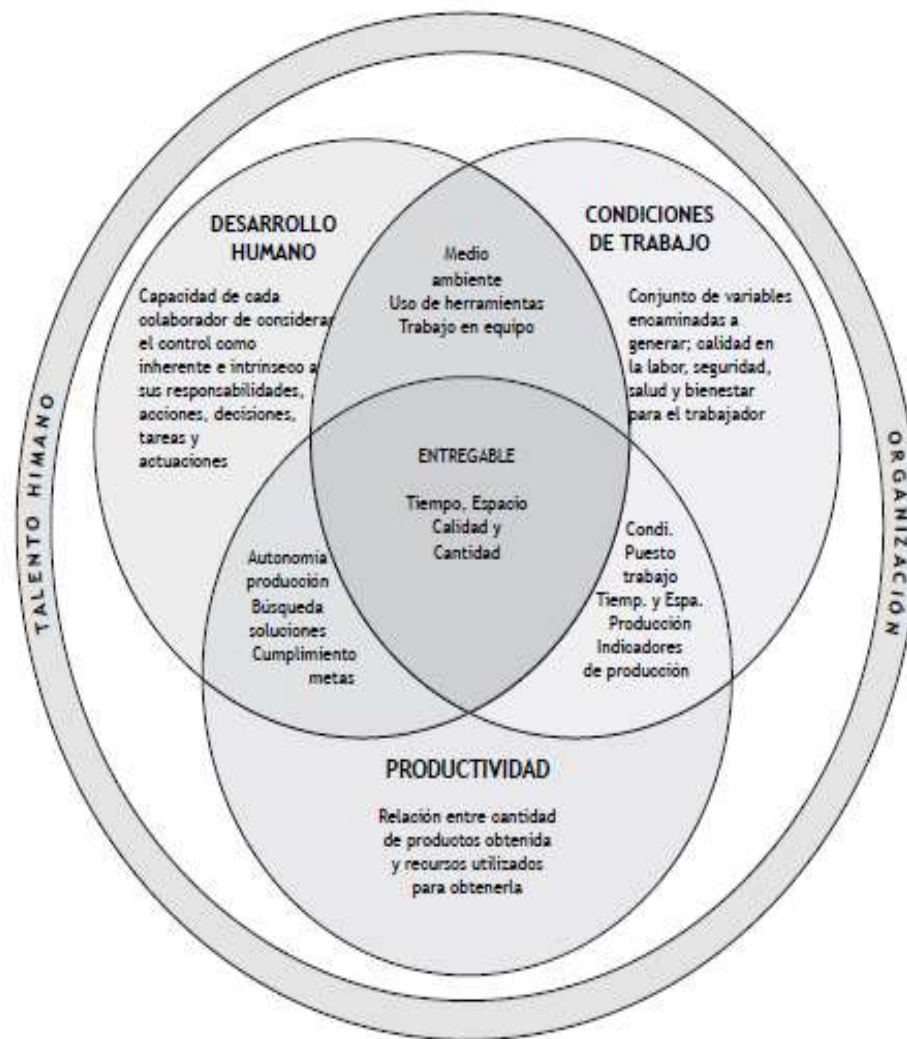 DESARROLLO
HUMANO
Capacidad de cada
colaborador de considerar
el control como
inherente e intrínseco a
sus responsabilidades,
acciones, decisiones,
tareas y
actuaciones
Medio
ambiente
Uso de herramientas
Trabajo en equipo
CONDICIONES
DE TRABAJO
Conjunto de variables
encaminadas a
generar; calidad en
la labor, seguridad,
salud y bienestar
para el trabajador
TALENTO HIMANO
ORGANIZACIÓN
ENTREGABLE
Tiempo, Espacio
Calidad y
Cantidad
Autonomía
producción
Búsqueda
soluciones
Cumplimiento
metas
Condi.
Puesto
trabajo
Tiemp. y Espa.
Producción
Indicadores
de producción
PRODUCTIVIDAD
Relación entre cantidad
de productos obtenida
y recursos utilizados
para obtenerla